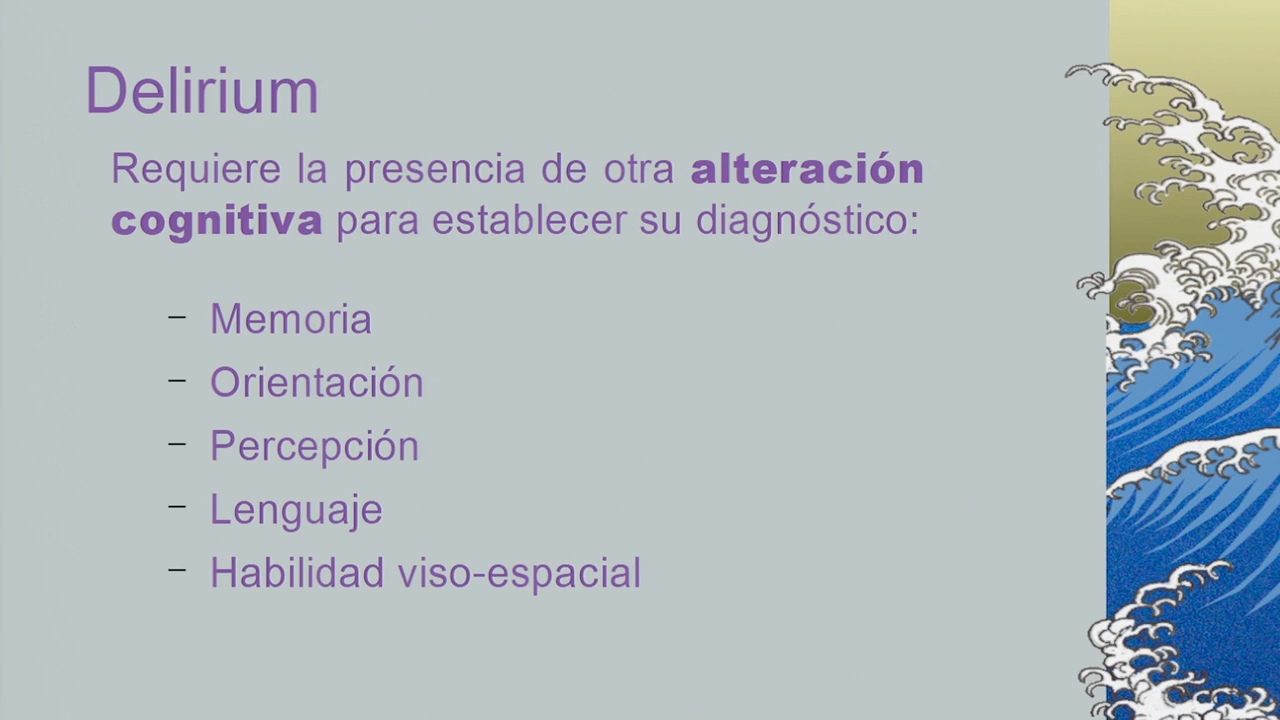 Delirium
Requiere la presencia de otra alteración
cognitiva para establecer su diagnóstico:
– Memoria
– Orientación
– Percepción
– Lenguaje
– Habilidad viso-espacial